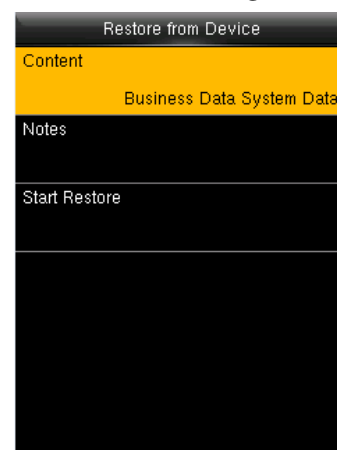 Restore from Device
Content
Business Data System Data
Notes
Start Restore